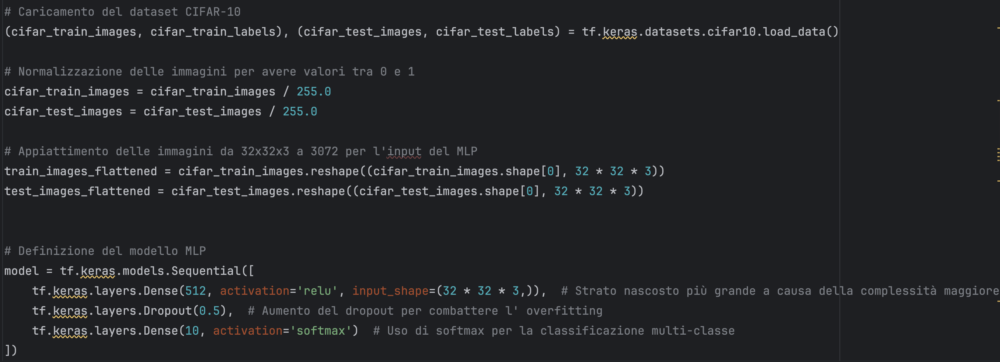 # Caricamento del dataset CIFAR-10
(cifar_train_images, cifar_train_labels), (cifar_test_images, cifar_test_labels) = tf.keras.datasets.cifar10.load_data()
# Normalizzazione delle immagini per avere valori tra 0 e 1
cifar_train_images = cifar_train_images / 255.0
cifar_test_images = cifar_test_images / 255.0
# Appiattimento delle immagini da 32x32x3 a 3072 per l'input del MLP
train_images_flattened = cifar_train_images.reshape((cifar_train_images.shape[0], 32 * 32 * 3))
test_images_flattened = cifar_test_images.reshape((cifar_test_images.shape[0], 32 * 32 * 3))
# Definizione del modello MLP
model = tf.keras.models.Sequential([
    tf.keras.layers.Dense(512, activation='relu', input_shape=(32 * 32 * 3,)),  # Strato nascosto più grande a causa della complessità maggiore
    tf.keras.layers.Dropout(0.5),  # Aumento del dropout per combattere l' overfitting
    tf.keras.layers.Dense(10, activation='softmax')  # Uso di softmax per la classificazione multi-classe
])